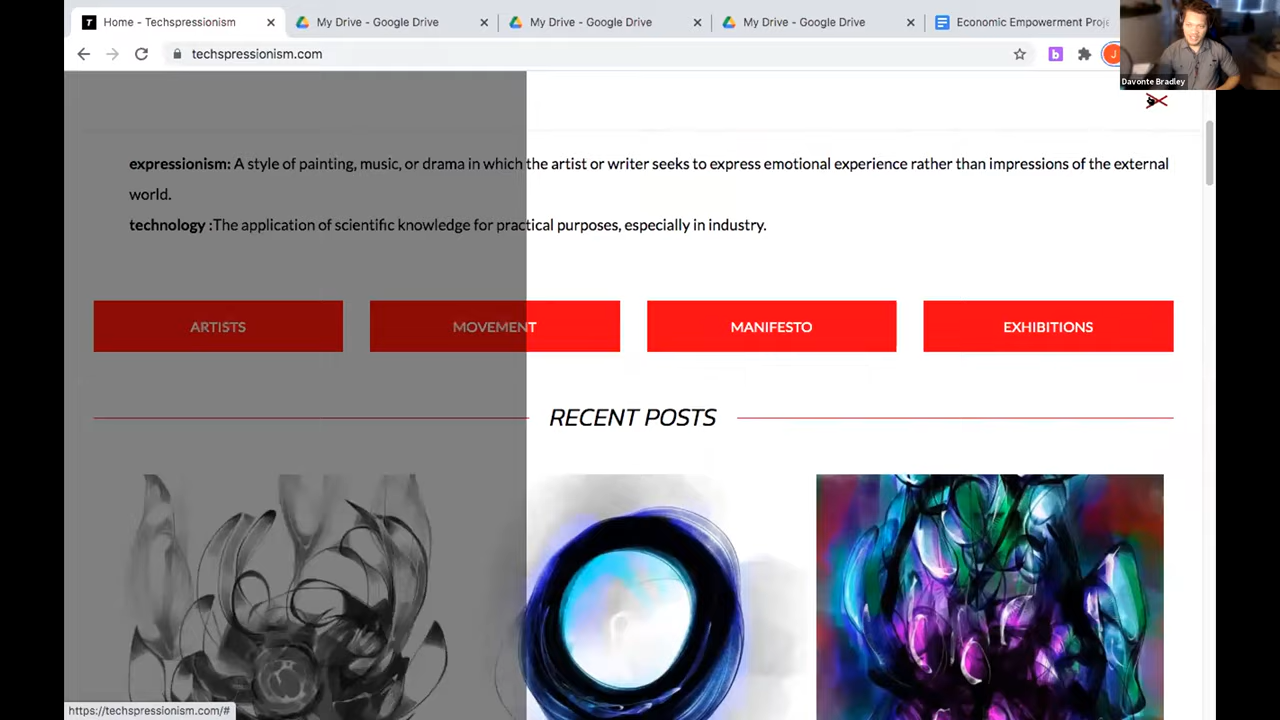 Home - Techspressionism
My Drive - Google Drive
My Drive - Google Drive
My Drive - Google Drive
Economic Empowerment Proje
techspressionism.com
J
Davonte Bradley
expressionism: A style of painting, music, or drama in which the artist or writer seeks to express emotional experience rather than impressions of the external
world.
technology :The application of scientific knowledge for practical purposes, especially in industry.
ARTISTS
MOVEMENT
MANIFESTO
EXHIBITIONS
RECENT POSTS
https://techspressionism.com/#